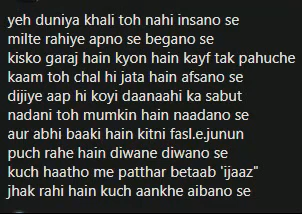 yeh duniya khali toh nahi insano se
milte rahiye apno se begano se
kisko garaj hain kyon hain kayf tak pahuche
kaam toh chal hi jata hain afsano se
dijiye aap hi koyi daanaahi ka sabut
nadani toh mumkin hain naadano se
aur abhi baaki hain kitni fasl.e.junun
puch rahe hain diwane diwano se
kuch haatho me patthar betaab 'ijaaz"
jhak rahi hain kuch aankhe aibano se